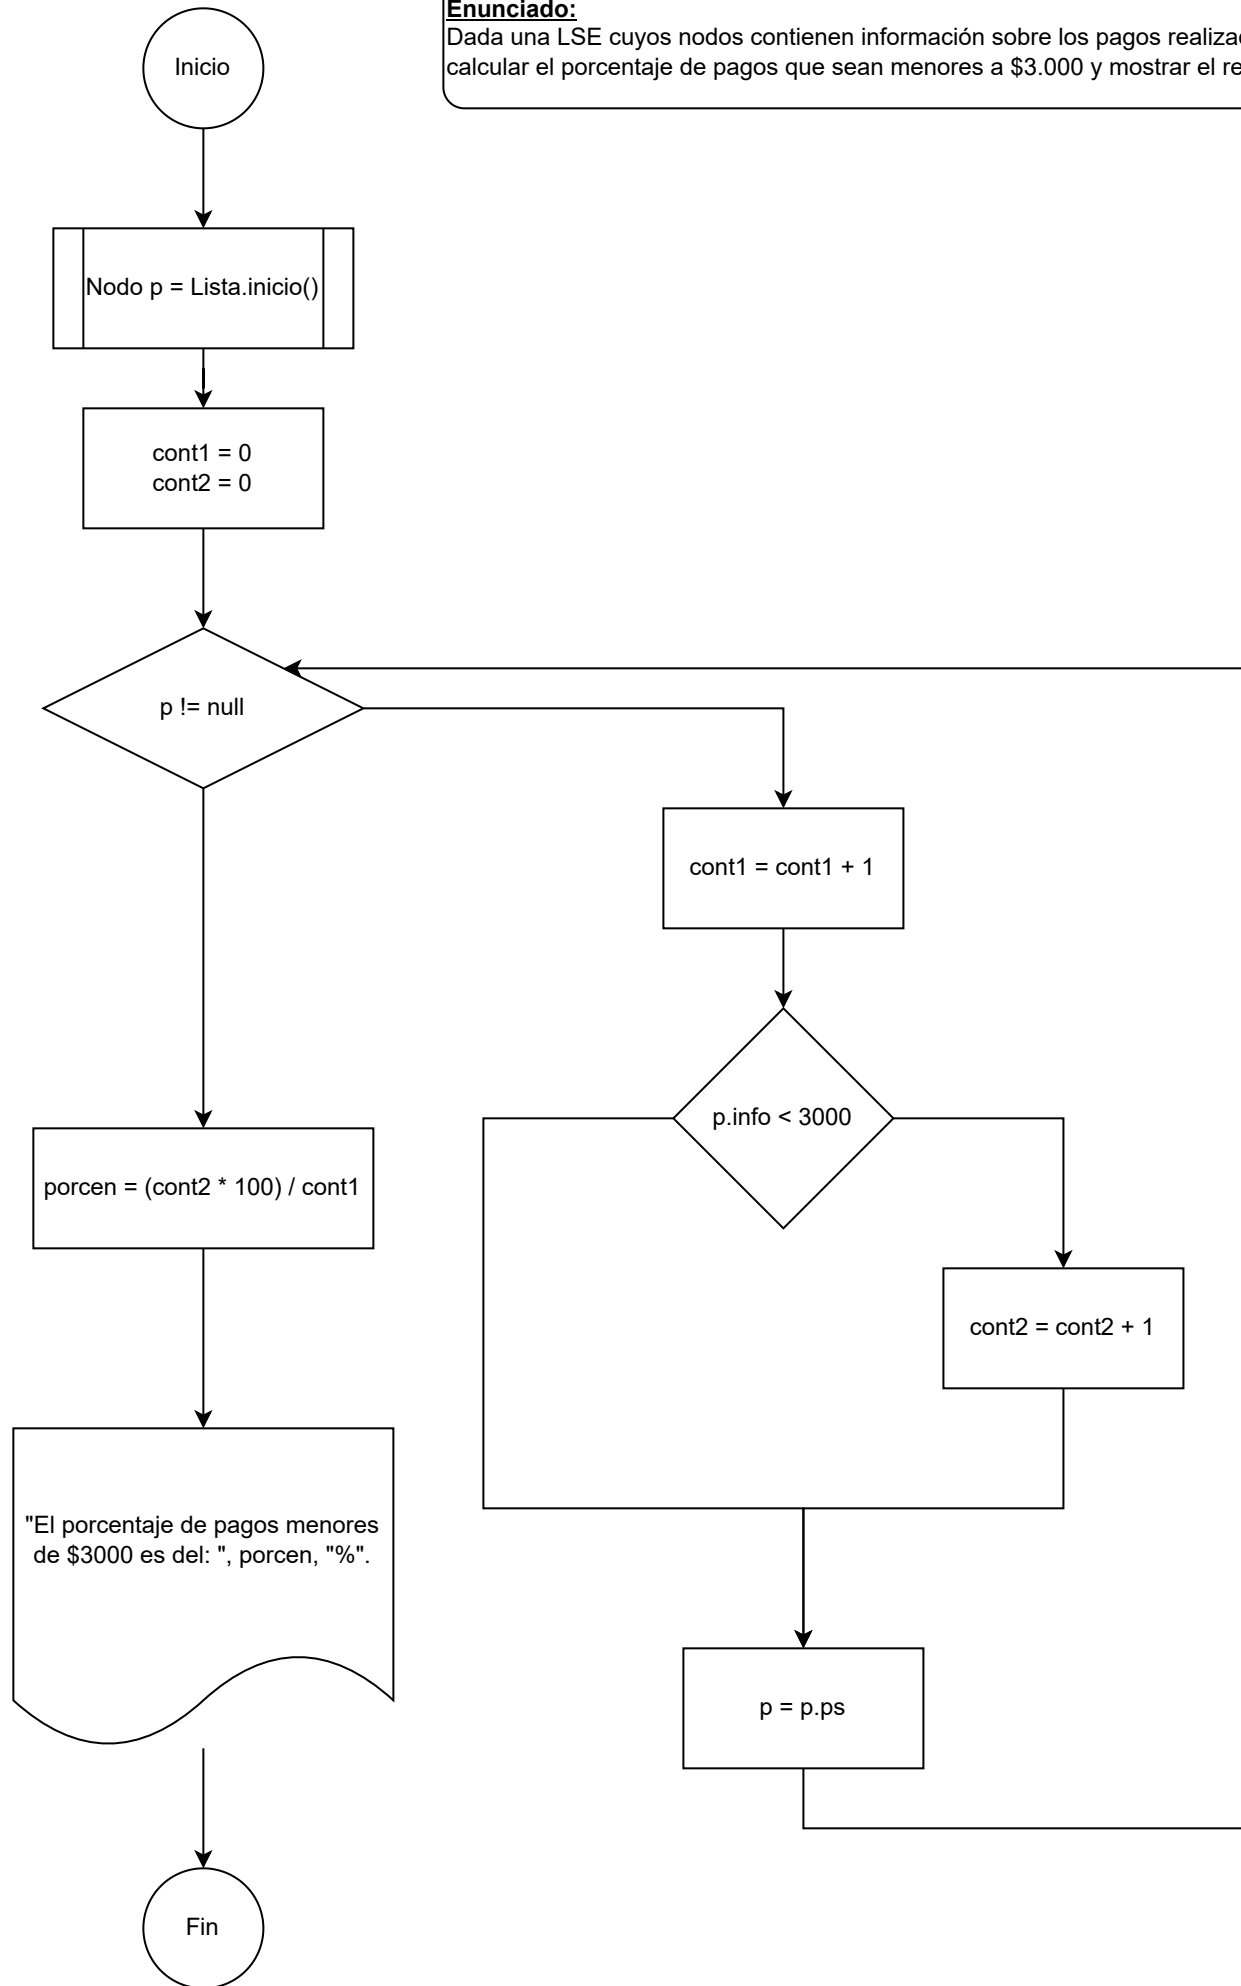 Enunciado:
Dada una LSE cuyos nodos contienen información sobre los pagos
calcular el porcentaje de pagos que sean menores a $3.000 y mostrar el
Inicio
Nodo p = Lista.inicio()
cont1 = 0
cont2 = 0
p != null
cont1 = cont1 + 1
p.info < 3000
porcen = (cont2 * 100) / cont1
cont2 = cont2 + 1
"El porcentaje de pagos menores
de $3000 es del: ", porcen, "%".
p = p.ps
Fin